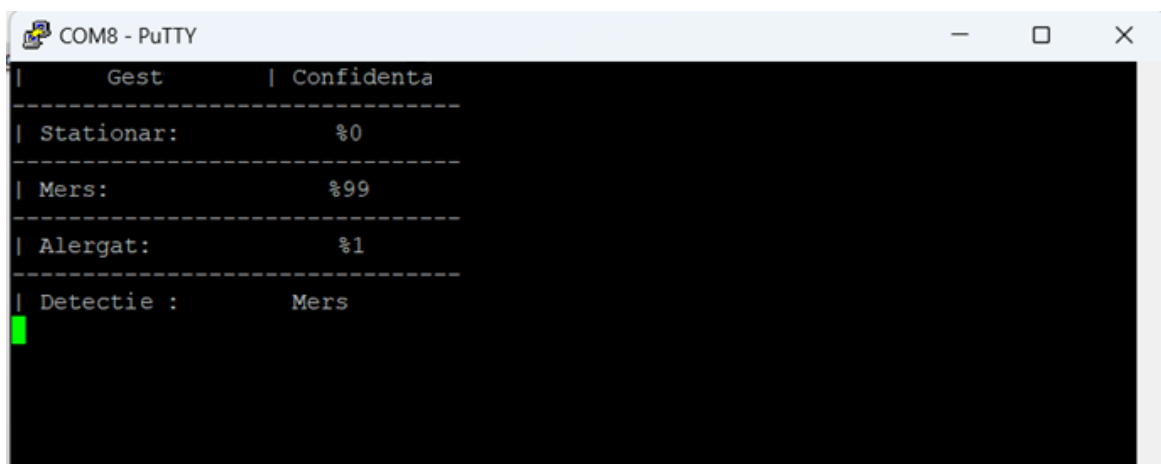 COM8 - PuTTY
| Gest | Confidenta
--------------------------------
| Stationar: %0
--------------------------------
| Mers: %99
--------------------------------
| Alergat: %1
--------------------------------
| Detectie : Mers